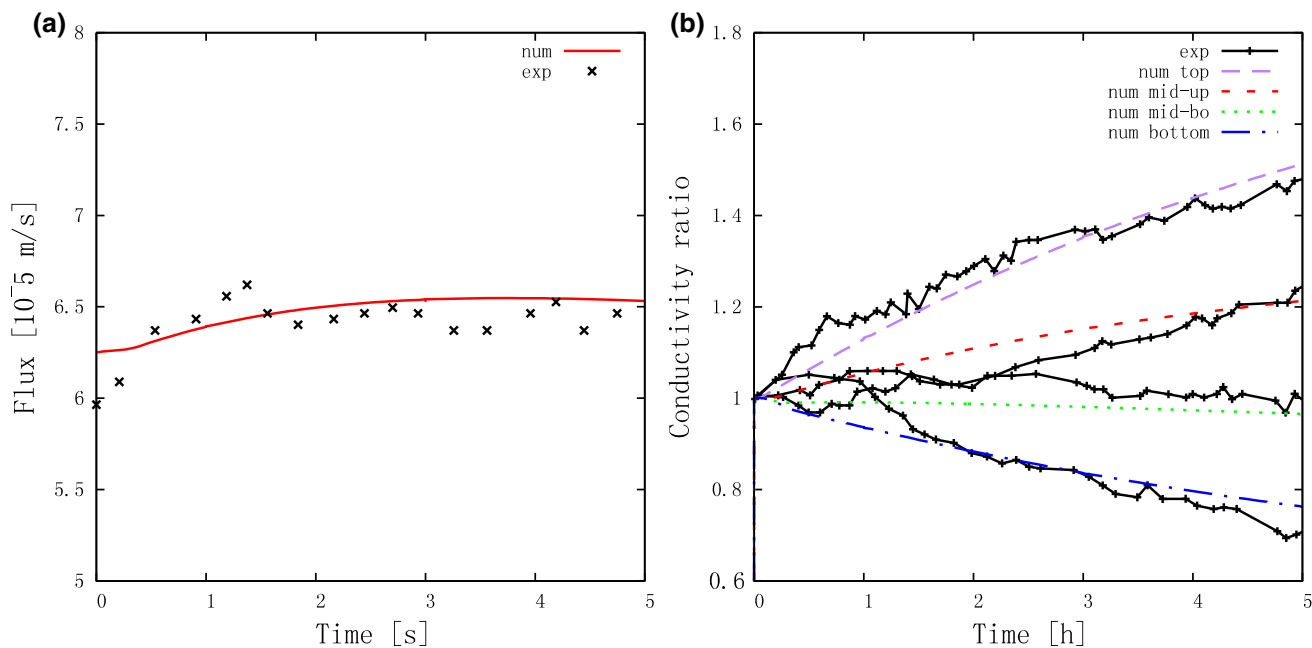 (a)
Flux [10⁻5 m/s]
8
7.5
7
6.5
6
5.5
5
num
exp
0 1 2 3 4 5
Time [s]
(b)
Conductivity ratio
1.8
1.6
1.4
1.2
1
0.8
0.6
exp
num top
num mid-up
num mid-bo
num bottom
0 1 2 3 4 5
Time [h]